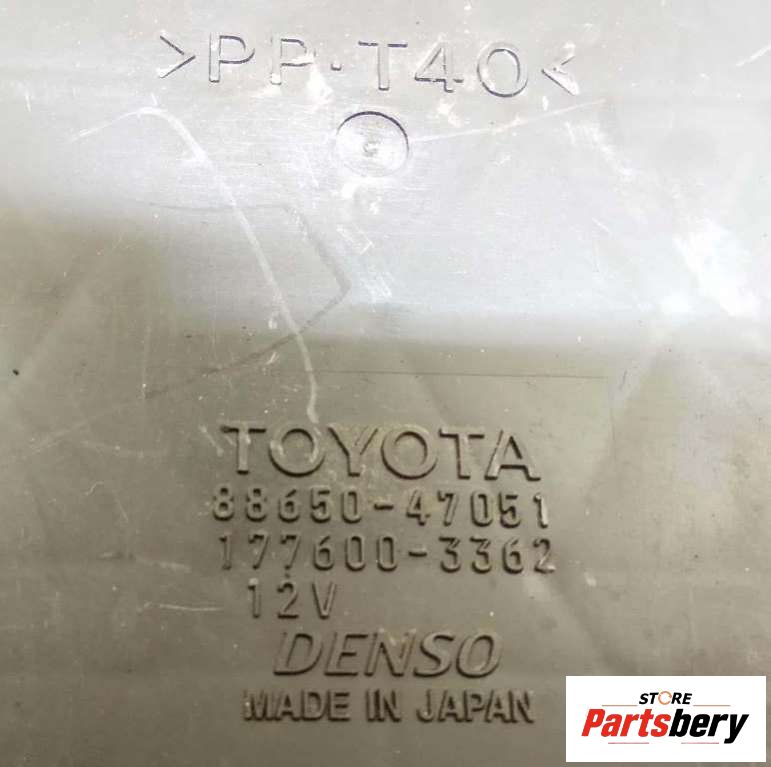 >PP·T40<
TOYOTA
88650-47051
177600-3362
12V
DENSO
MADE IN JAPAN
STORE
Partsbery